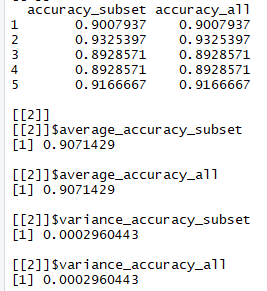 accuracy_subset accuracy_all
1 0.9007937 0.9007937
2 0.9325397 0.9325397
3 0.8928571 0.8928571
4 0.8928571 0.8928571
5 0.9166667 0.9166667
[[2]]
[[2]]$average_accuracy_subset
[1] 0.9071429
[[2]]$average_accuracy_all
[1] 0.9071429
[[2]]$variance_accuracy_subset
[1] 0.0002960443
[[2]]$variance_accuracy_all
[1] 0.0002960443